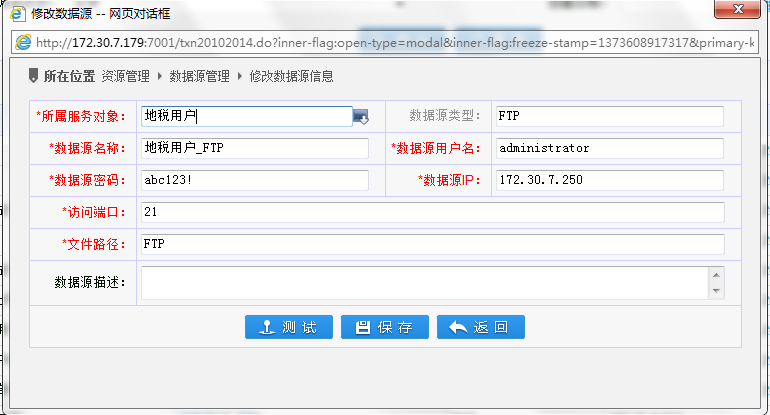 修改数据源 -- 网页对话框
http://172.30.7.179:7001/txn20102014.do?inner-flag:open-type=modal&inner-flag:freeze-stamp=1373608917317&primary-k
所在位置 资源管理 数据源管理 修改数据源信息
*所属服务对象: 地税用户 数据源类型: FTP
*数据源名称: 地税用户_FTP *数据源用户名: administrator
*数据源密码: abc123! *数据源IP: 172.30.7.250
*访问端口: 21
*文件路径: FTP
数据源描述:
测 试 保 存 返 回